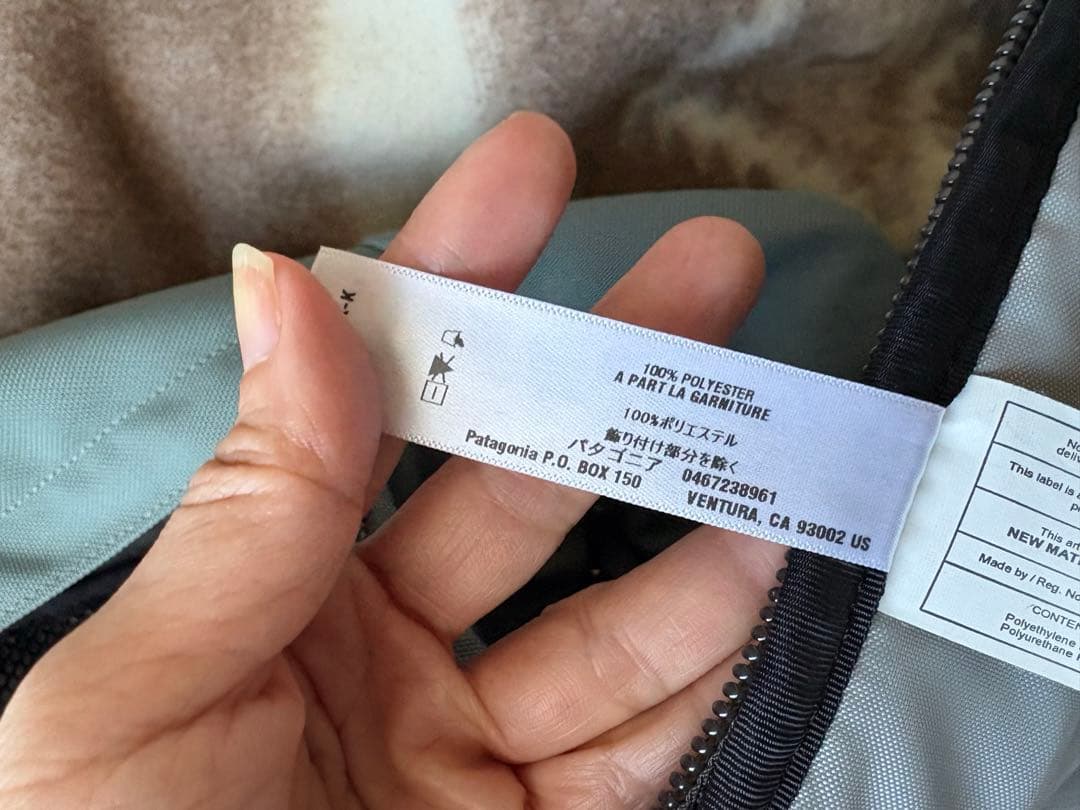 100% POLYESTER
A PART LA GARNITURE
100%ポリエステル
飾り付け部分を除く
パタゴニア 0467238961
Patagonia P.O. BOX 150 VENTURA, CA 93002 US
This label is
NEW
Made by / Reg. No
Polyethylene
Polyurethane